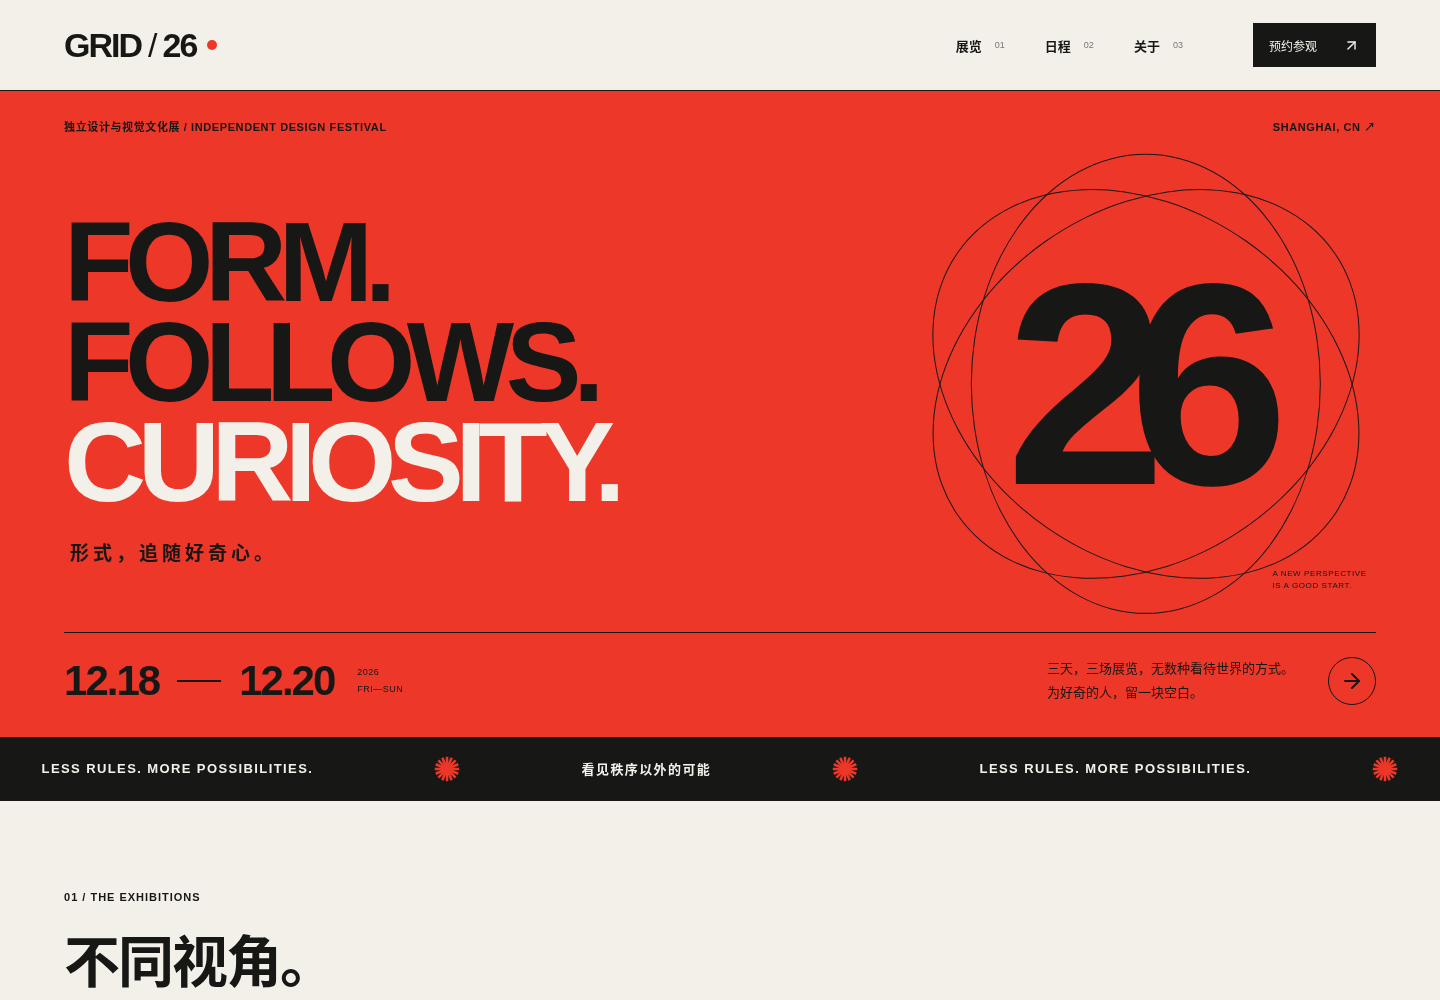 GRID / 26
展览 01 日程 02 关于 03 预约参观
独立设计与视觉文化展 / INDEPENDENT DESIGN FESTIVAL
SHANGHAI, CN ↗
FORM.
FOLLOWS.
CURIOSITY.
形式，追随好奇心。
26
A NEW PERSPECTIVE
IS A GOOD START.
12.18 — 12.20
2026
FRI—SUN
三天，三场展览，无数种看待世界的方式。
为好奇的人，留一块空白。
LESS RULES. MORE POSSIBILITIES. 看见秩序以外的可能 LESS RULES. MORE POSSIBILITIES.
01 / THE EXHIBITIONS
不同视角。